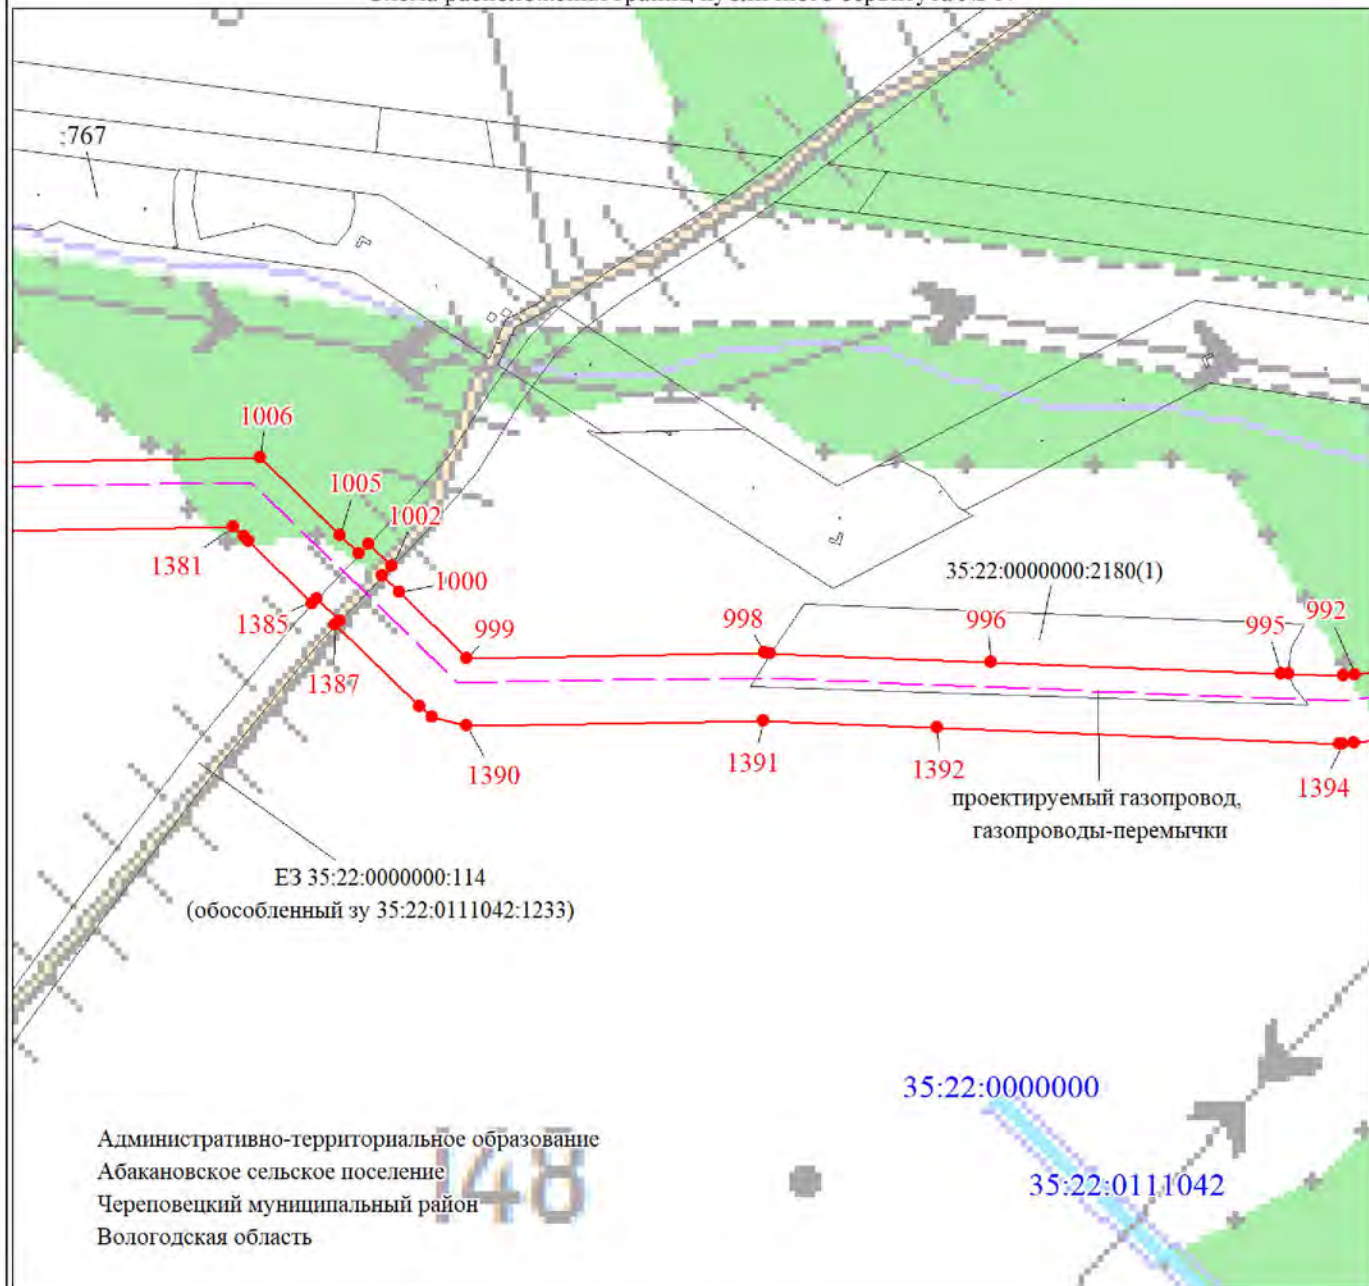 :767
1006
1005
1002
1381
1000
35:22:0000000:2180(1)
1385
999
998
996
995
992
1387
1390
1391
1392
1394
проектируемый газопровод,
газопроводы-перемычки
ЕЗ 35:22:0000000:114
(обособленный зу 35:22:0111042:1233)
35:22:0000000
35:22:0111042
148
Административно-территориальное образование
Абакановское сельское поселение
Череповецкий муниципальный район
Вологодская область